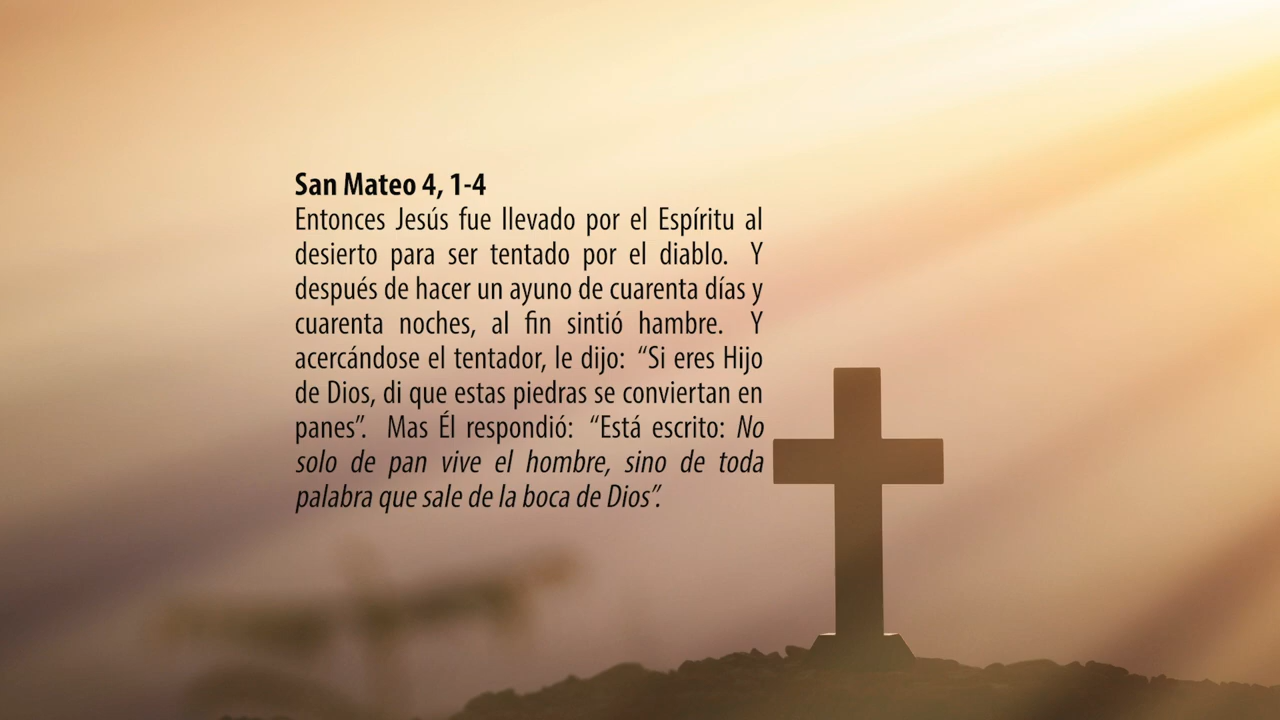 San Mateo 4, 1-4
Entonces Jesús fue llevado por el Espíritu al
desierto para ser tentado por el diablo. Y
después de hacer un ayuno de cuarenta días y
cuarenta noches, al fin sintió hambre. Y
acercándose el tentador, le dijo: “Si eres Hijo
de Dios, di que estas piedras se conviertan en
panes”. Mas Él respondió: “Está escrito: No
solo de pan vive el hombre, sino de toda
palabra que sale de la boca de Dios”.